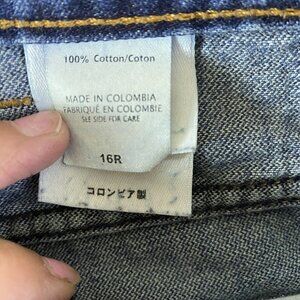 100% Cotton/Coton
MADE IN COLOMBIA
FABRIQUÉ EN COLOMBIE
SEE SIDE FOR CARE
16R
コロンビア製